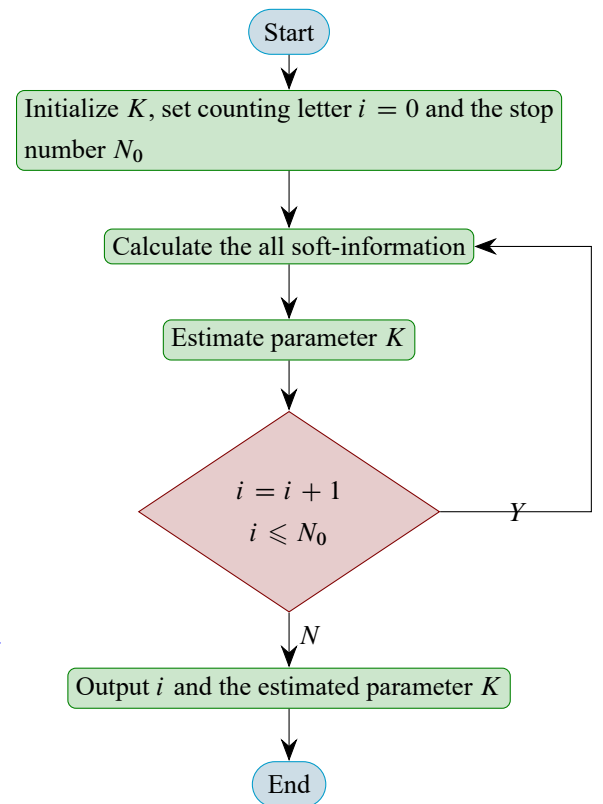 Start
Initialize K, set counting letter i = 0 and the stop
number N₀
Calculate the all soft-information
Estimate parameter K
i = i + 1
i ⩽ N₀
Y
N
Output i and the estimated parameter K
End